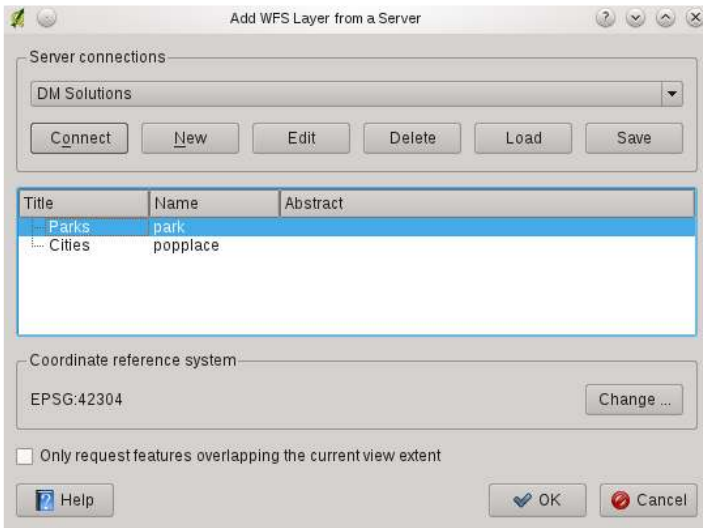 Add WFS Layer from a Server
Server connections
DM Solutions
Connect New Edit Delete Load Save
Title Name Abstract
Parks park
Cities popplace
Coordinate reference system
EPSG:42304
Change ...
Only request features overlapping the current view extent
Help OK Cancel